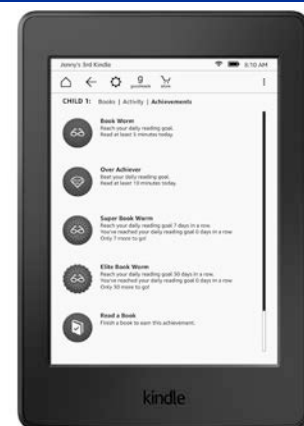 Jonny's 3rd Kindle 6:10 AM
goodreads store
CHILD 1: Books | Activity | Achievements
Book Worm
Reach your daily reading goal.
Read at least 5 minutes today.
Over Achiever
Beat your daily reading goal.
Read at least 10 minutes today.
Super Book Worm
Reach your daily reading goal 7 days in a row.
You've reached your daily reading goal 0 days in a row.
Only 7 more to go!
Elite Book Worm
Reach your daily reading goal 30 days in a row.
You've reached your daily reading goal 0 days in a row.
Only 30 more to go!
Read a Book
Finish a book to earn this achievement.
kindle